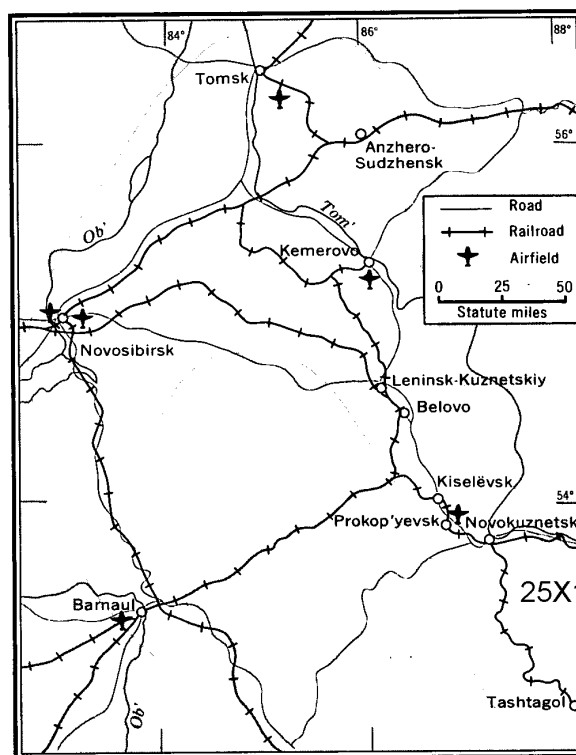 84°
86°
88°
Tomsk
56°
Anzhero-
Sudzhensk
Ob'
Tom'
Road
Railroad
Airfield
0 25 50
Statute miles
Kemerovo
Novosibirsk
Leninsk-Kuznetskiy
Belovo
Kiselëvsk
54°
Prokop'yevsk
Novokuznetsk
25X1
Barnaul
Tashtagol
Ob'